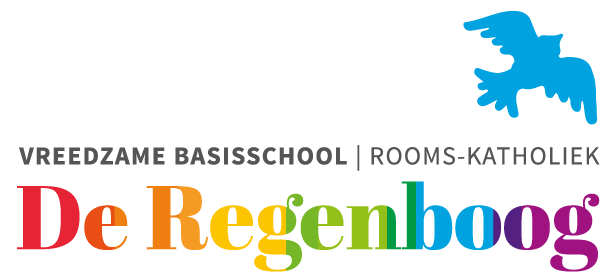 VREEDZAME BASISSCHOOL | ROOMS-KATHOLIEK
De Regenboog